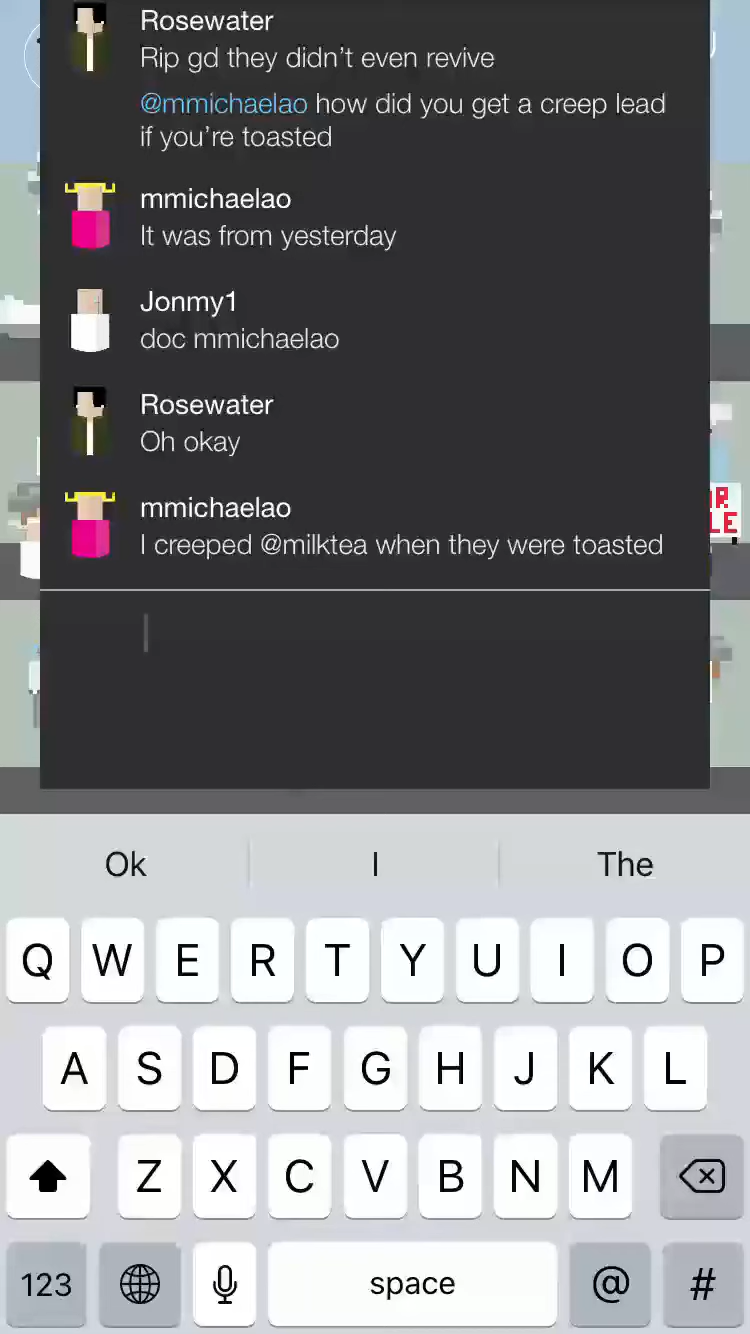 Rosewater
Rip gd they didn’t even revive
@mmichaelao how did you get a creep lead
if you’re toasted
mmichaelao
It was from yesterday
Jonmy1
doc mmichaelao
Rosewater
Oh okay
mmichaelao
I creeped @milktea when they were toasted
Ok I The
Q W E R T Y U I O P
A S D F G H J K L
Z X C V B N M
123 space @ #